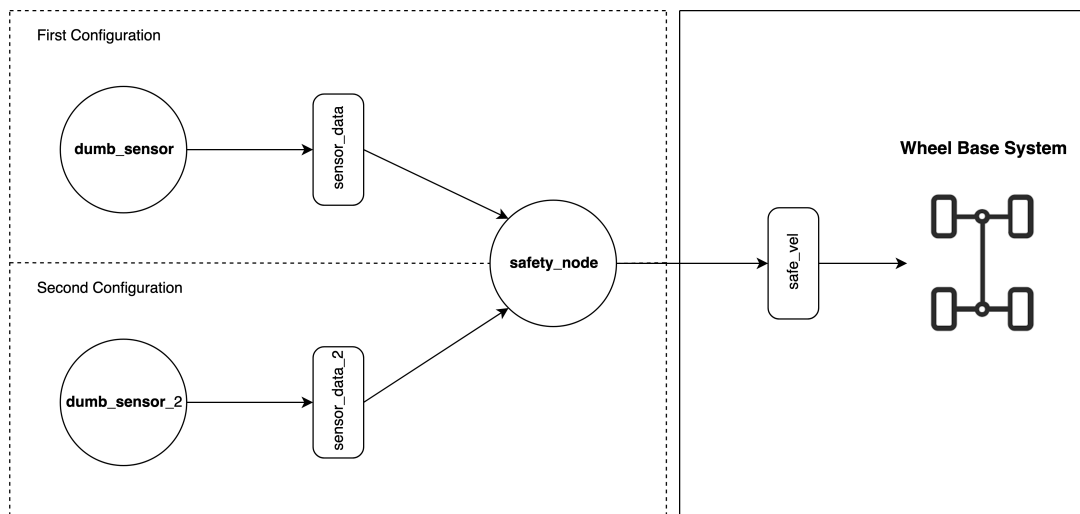 First Configuration
dumb_sensor
sensor_data
Second Configuration
dumb_sensor_2
sensor_data_2
safety_node
safe_vel
Wheel Base System